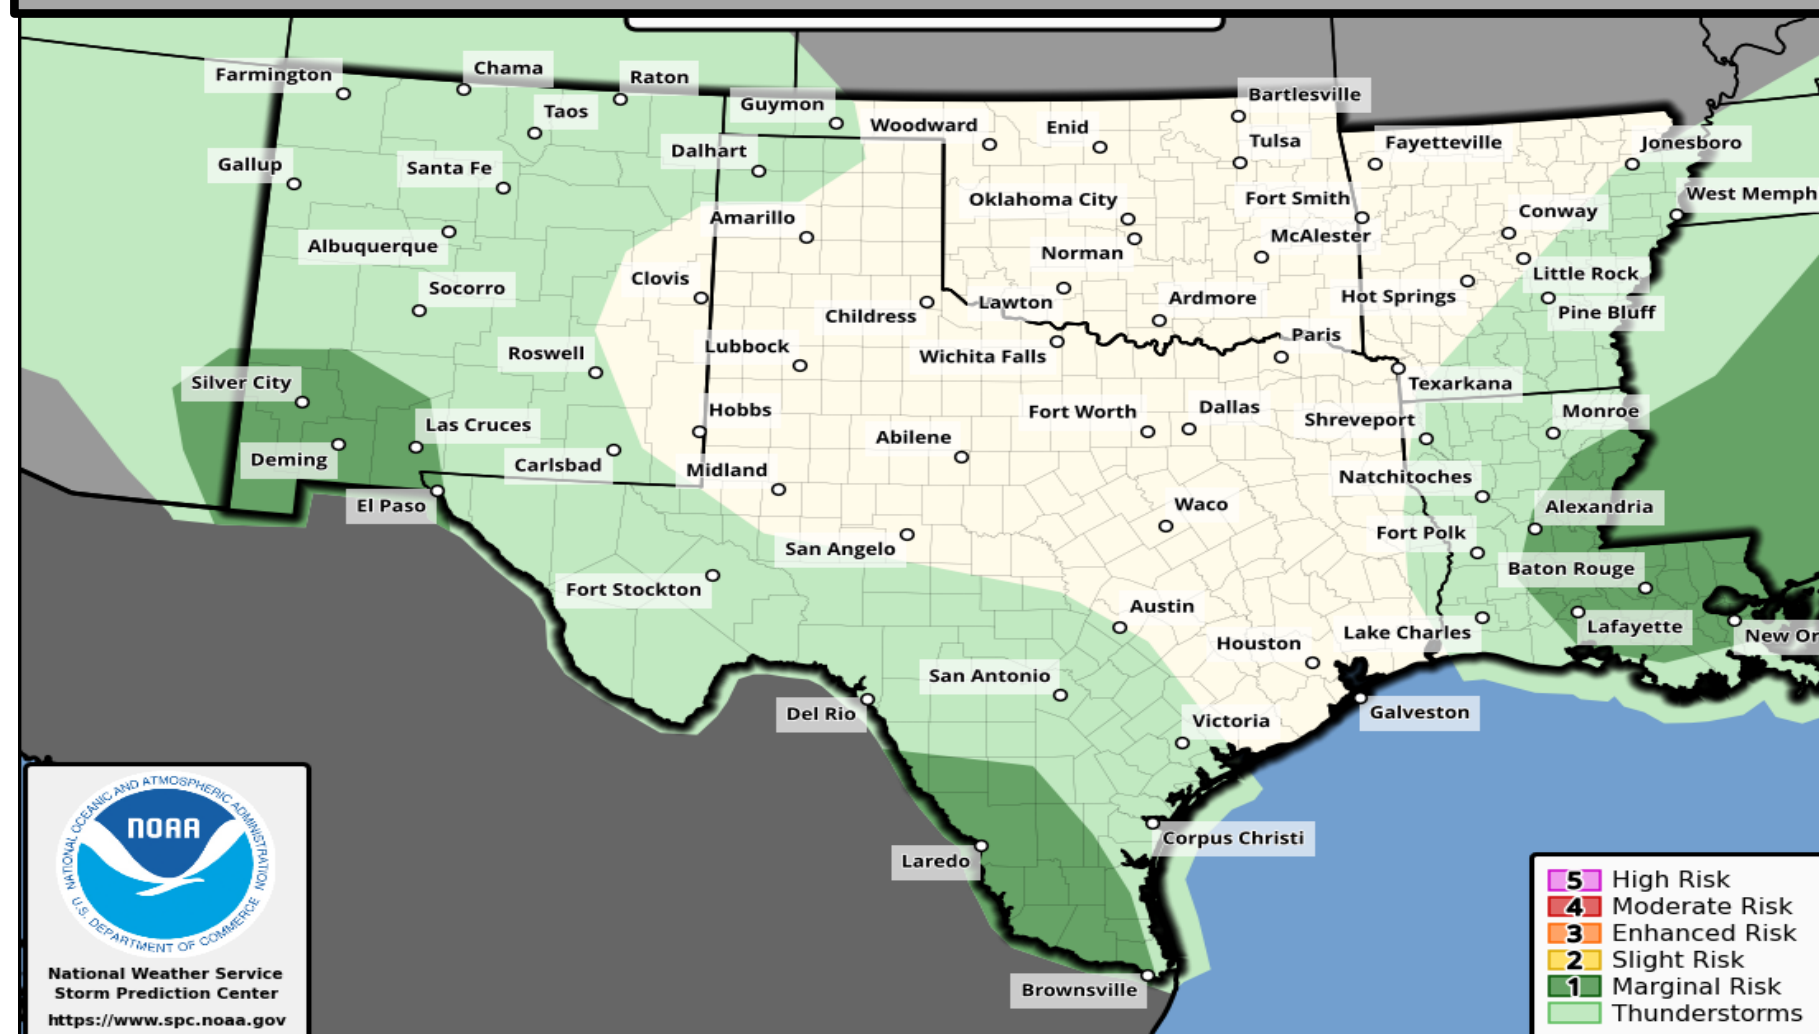 Farmington
Chama
Raton
Taos
Guymon
Woodward
Enid
Bartlesville
Tulsa
Fayetteville
Jonesboro
Gallup
Santa Fe
Dalhart
West Memph
Amarillo
Oklahoma City
Fort Smith
Conway
Albuquerque
Norman
McAlester
Little Rock
Clovis
Socorro
Childress
Lawton
Ardmore
Hot Springs
Pine Bluff
Roswell
Lubbock
Wichita Falls
Paris
Silver City
Texarkana
Hobbs
Fort Worth
Dallas
Shreveport
Monroe
Las Cruces
Abilene
Deming
Carlsbad
Midland
Natchitoches
El Paso
Waco
Alexandria
San Angelo
Fort Polk
Fort Stockton
Baton Rouge
Austin
Houston
Lake Charles
Lafayette
New Or
San Antonio
Del Rio
Victoria
Galveston
Laredo
Corpus Christi
Brownsville
NATIONAL OCEANIC AND ATMOSPHERIC ADMINISTRATION
NOAA
U.S. DEPARTMENT OF COMMERCE
National Weather Service
Storm Prediction Center
https://www.spc.noaa.gov
5 High Risk
4 Moderate Risk
3 Enhanced Risk
2 Slight Risk
1 Marginal Risk
Thunderstorms